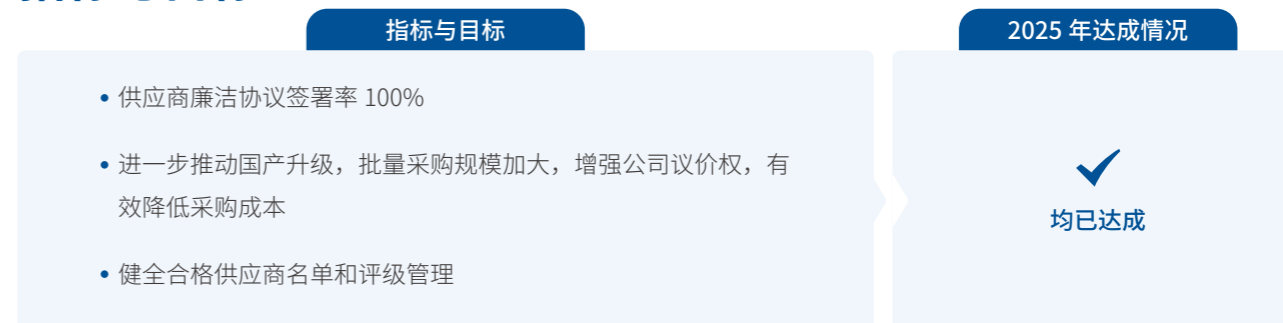 指标与目标
2025 年达成情况
• 供应商廉洁协议签署率 100%
• 进一步推动国产升级，批量采购规模加大，增强公司议价权，有
效降低采购成本
• 健全合格供应商名单和评级管理
均已达成